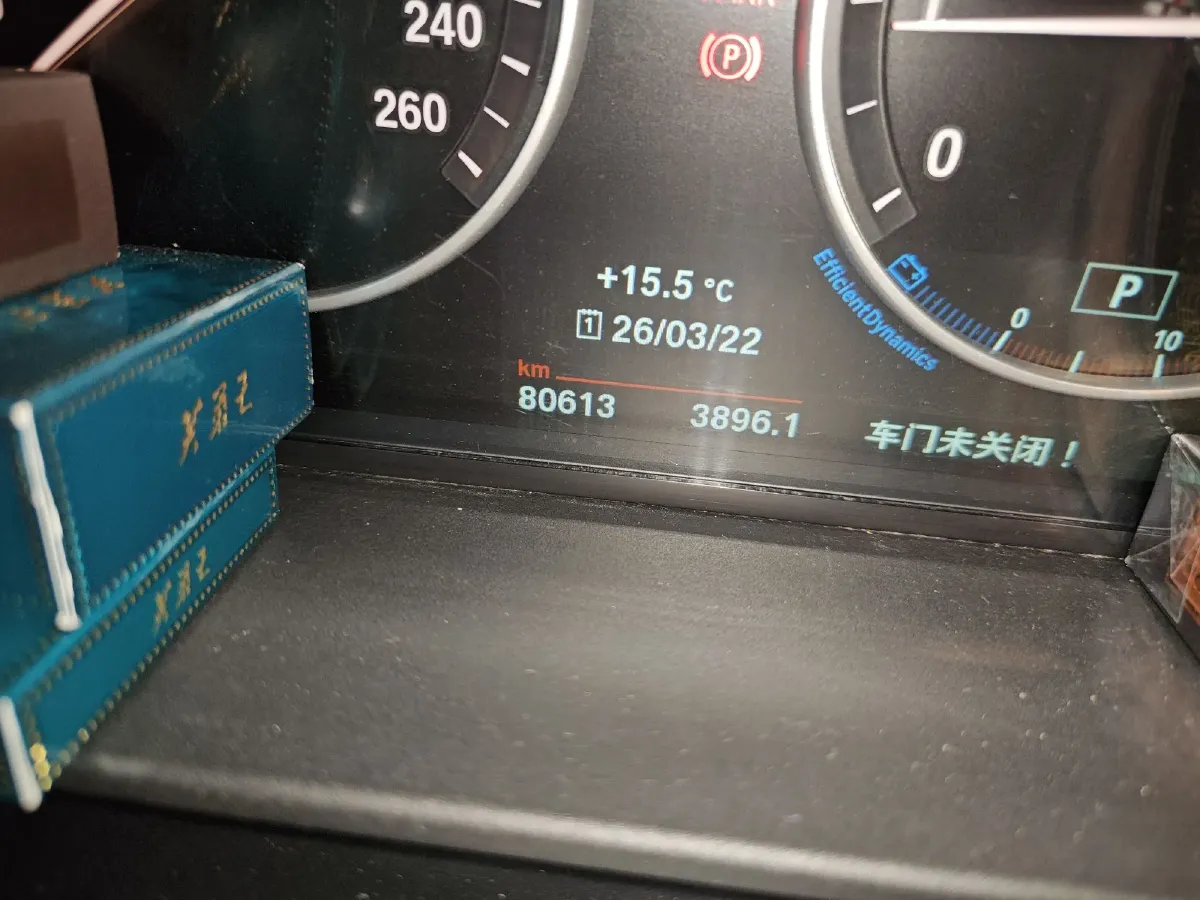 240
260
P
0
+15.5 °C
1 26/03/22
EfficientDynamics
0
P
10
km
80613 3896.1
车门未关闭！